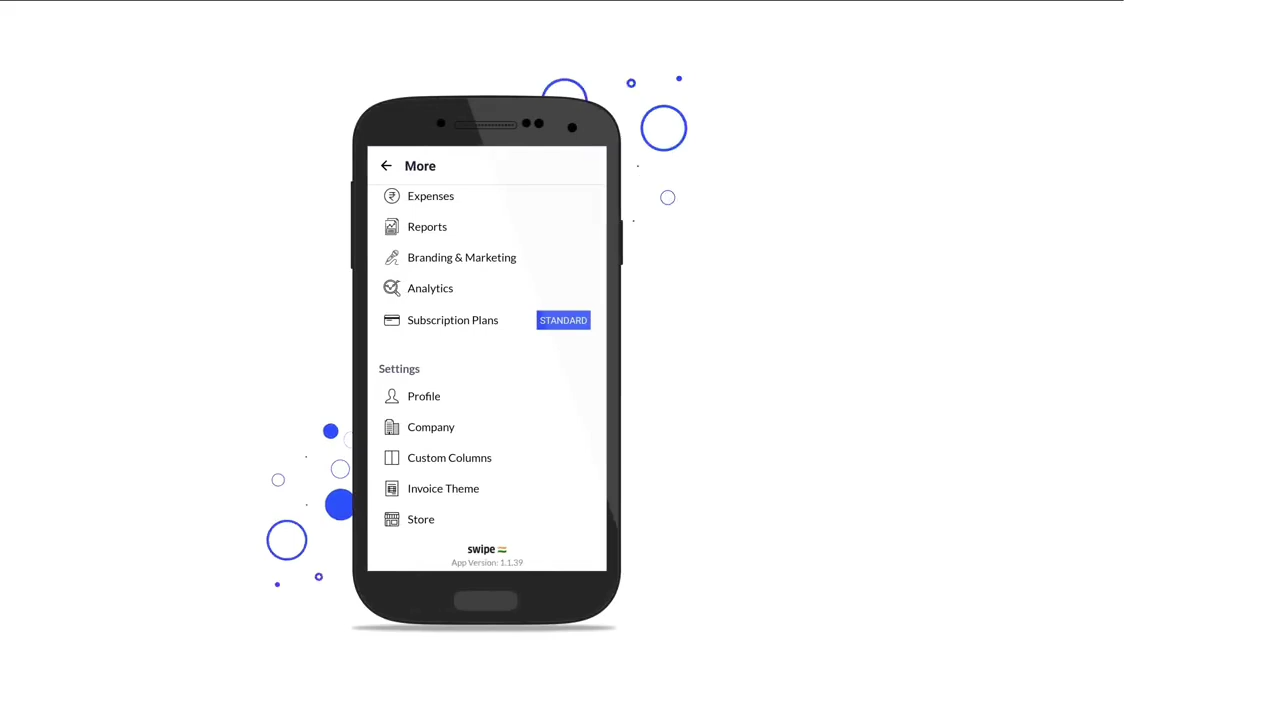 More
Expenses
Reports
Branding & Marketing
Analytics
Subscription Plans STANDARD
Settings
Profile
Company
Custom Columns
Invoice Theme
Store
swipe
App Version: 1.1.39